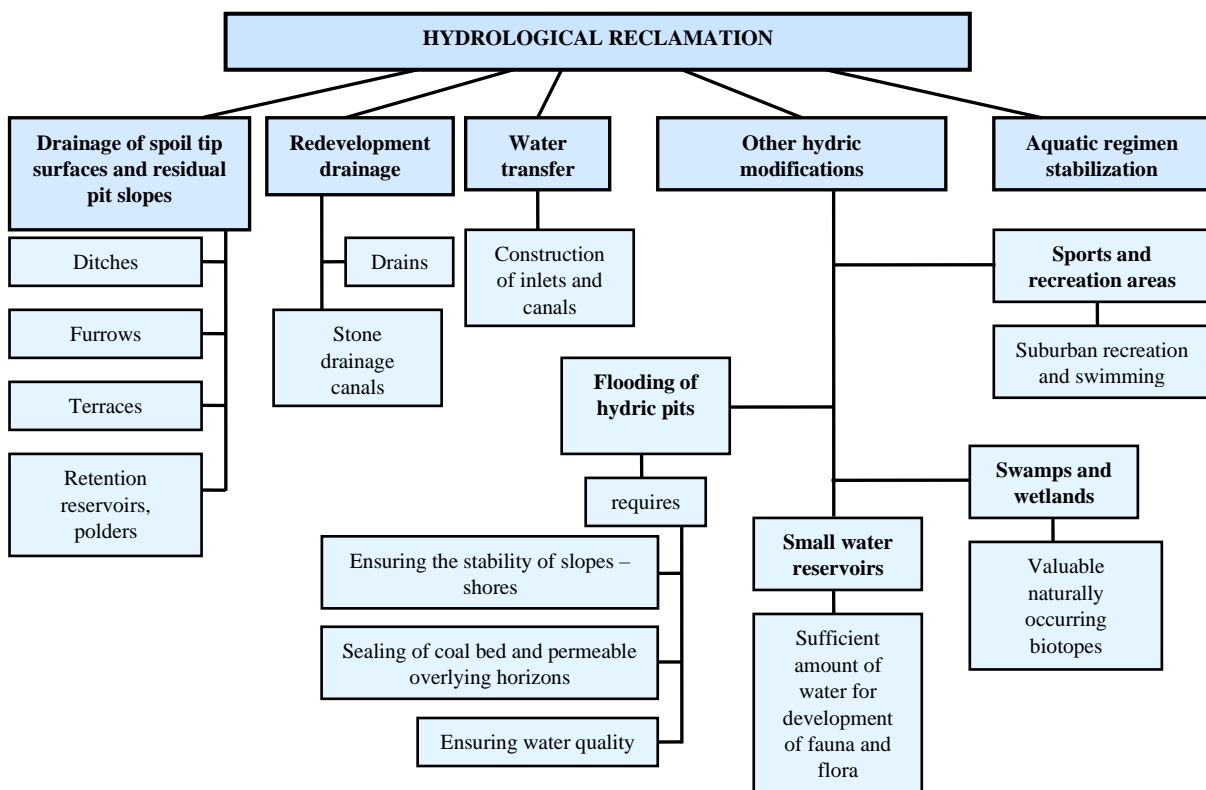 HYDROLOGICAL RECLAMATION
Drainage of spoil tip
surfaces and residual
pit slopes
Redevelopment
drainage
Water
transfer
Other hydric
modifications
Aquatic regimen
stabilization
Ditches
Furrows
Terraces
Retention
reservoirs,
polders
Drains
Stone
drainage
canals
Construction
of inlets and
canals
Sports and
recreation areas
Suburban recreation
and swimming
Flooding of
hydric pits
requires
Ensuring the stability of slopes –
shores
Sealing of coal bed and permeable
overlying horizons
Ensuring water quality
Small water
reservoirs
Sufficient
amount of
water for
development
of fauna and
flora
Swamps and
wetlands
Valuable
naturally
occurring
biotopes